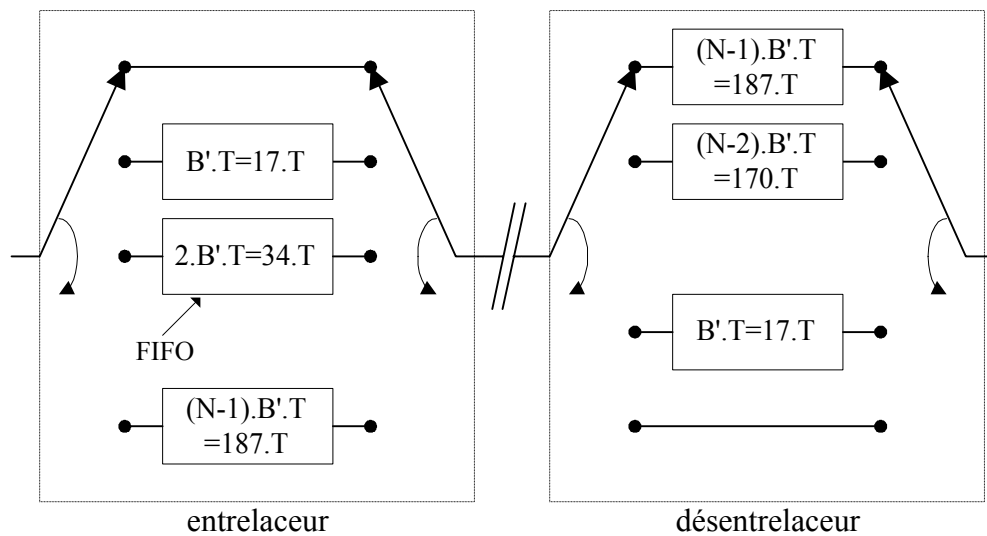 B'.T=17.T
2.B'.T=34.T
FIFO
(N-1).B'.T
=187.T
entrelaceur
(N-1).B'.T
=187.T
(N-2).B'.T
=170.T
B'.T=17.T
désentrelaceur